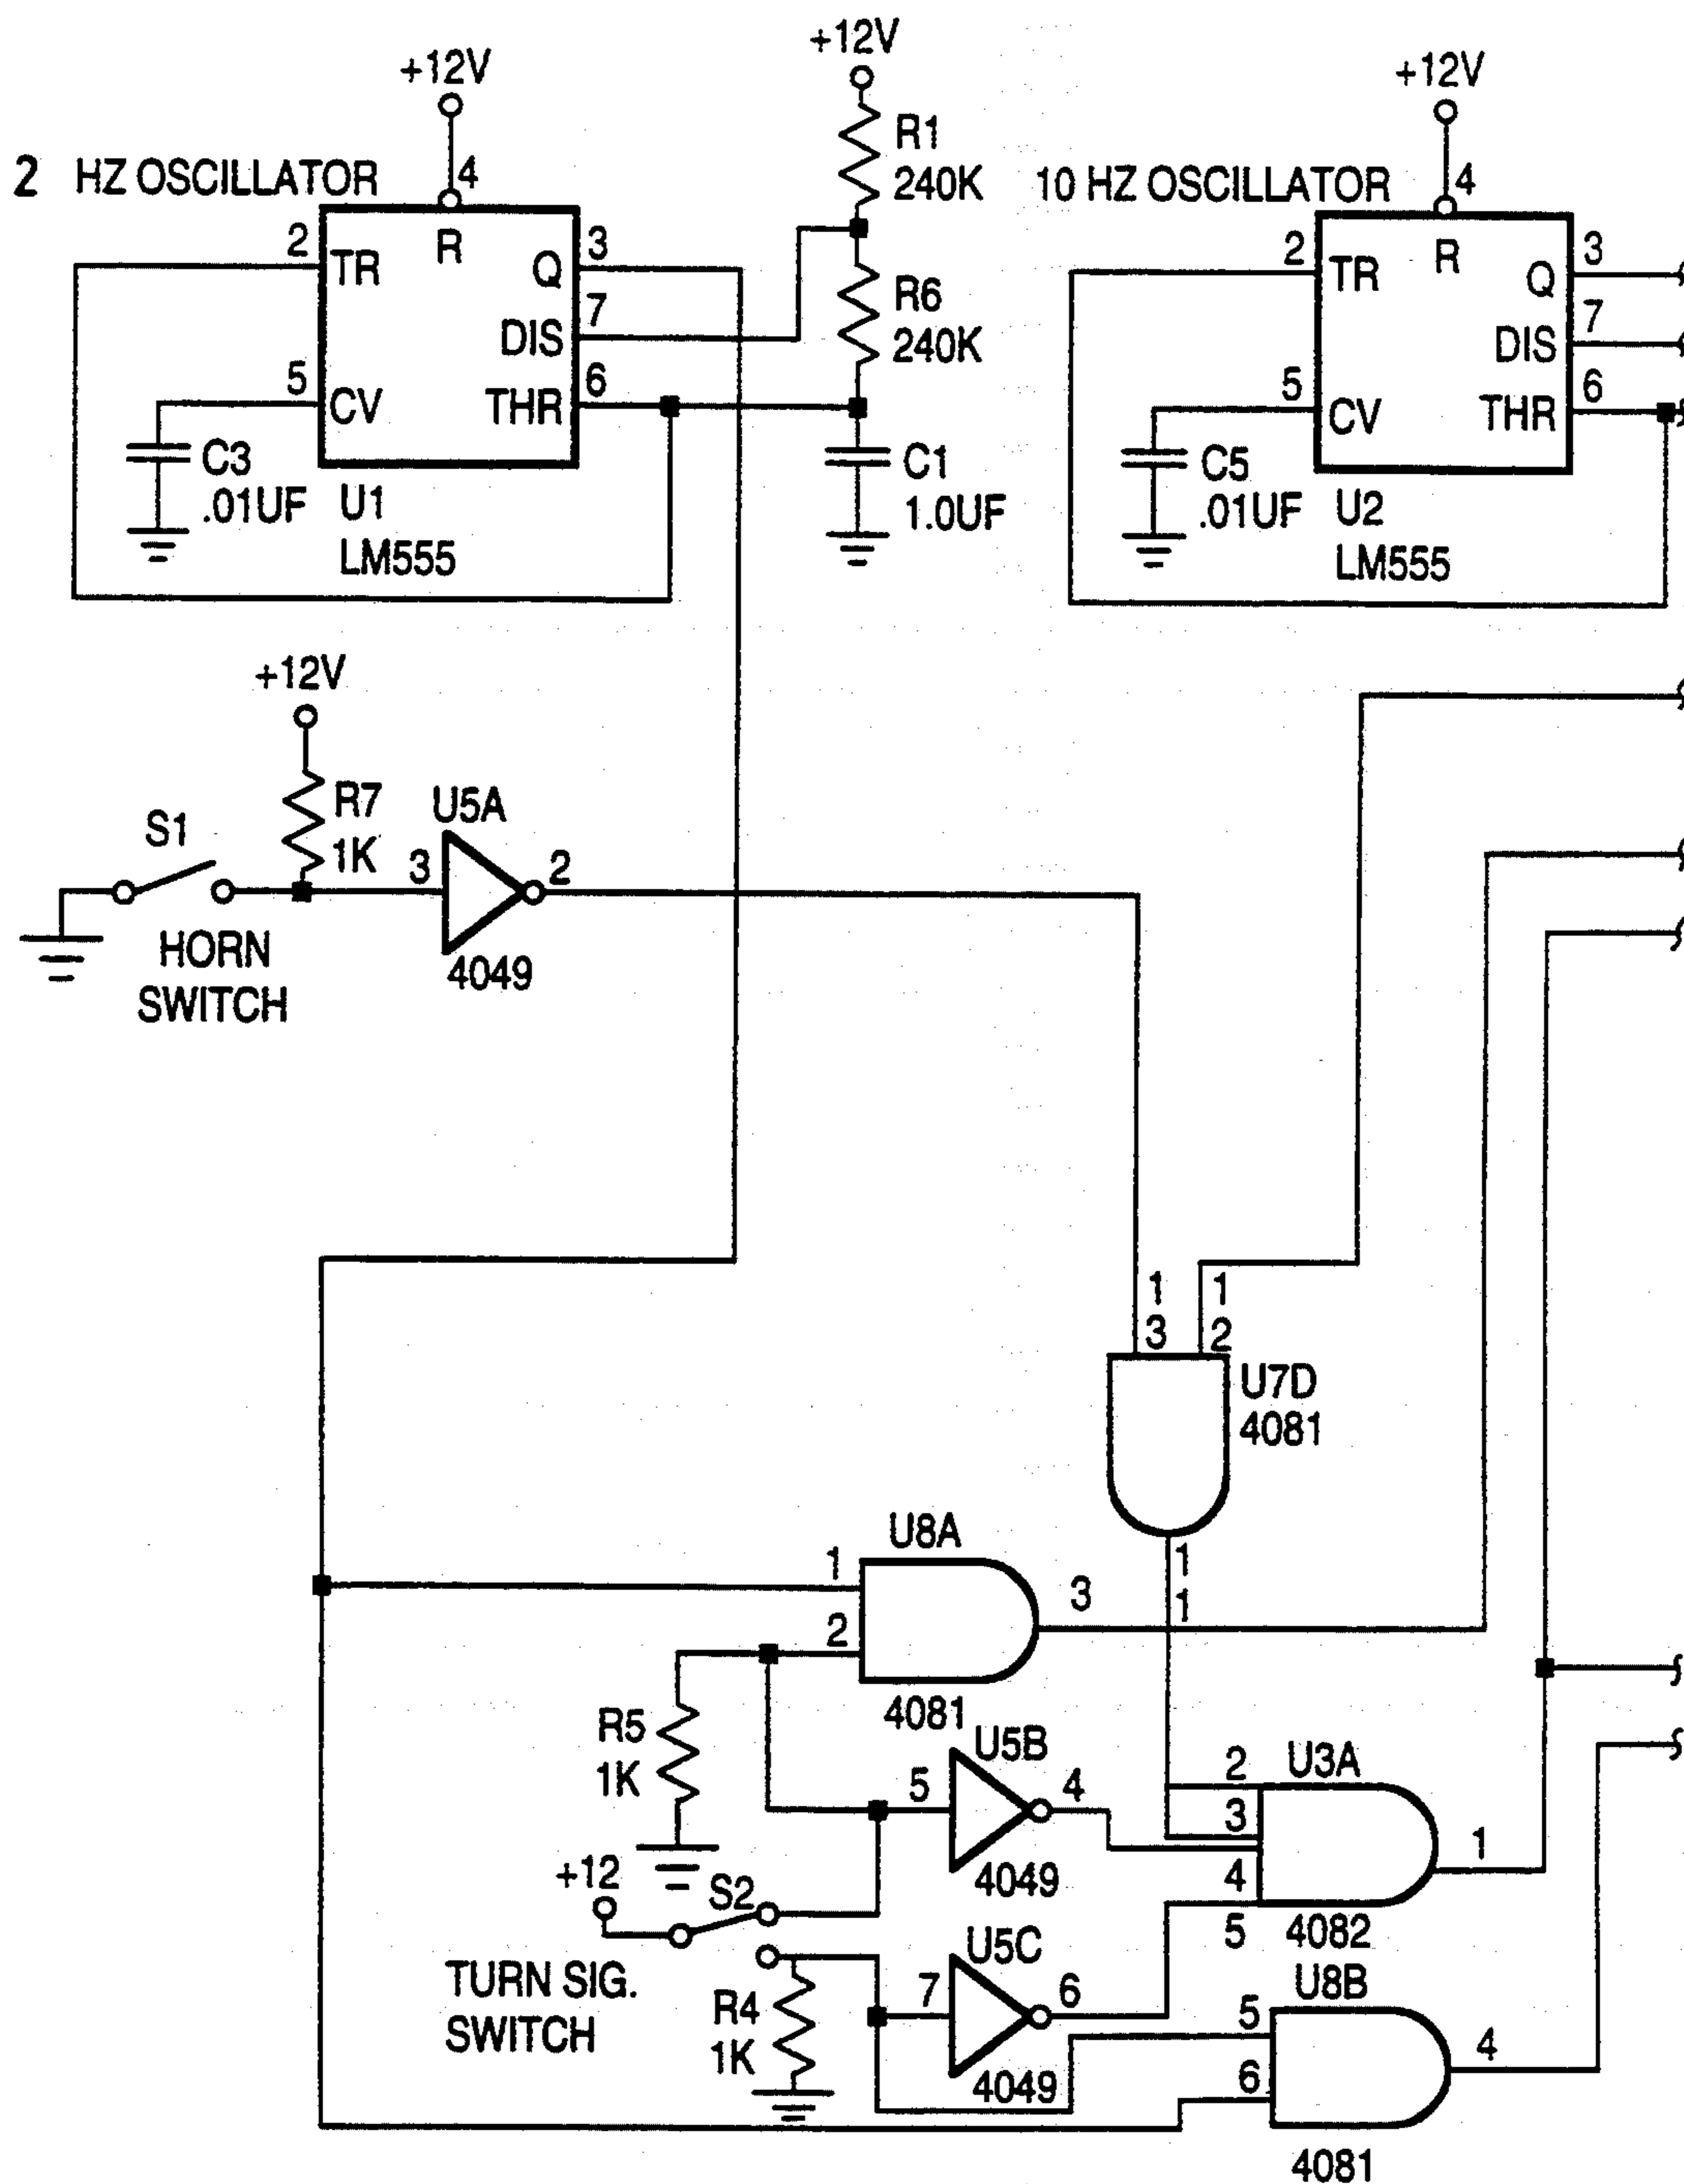 +12V
+12V
+12V
2 HZ OSCILLATOR
4
R1
240K
10 HZ OSCILLATOR
4
2
TR
R
Q
3
7
DIS
5
CV
THR
6
R6
240K
C3
.01UF
U1
LM555
C1
1.0UF
2
TR
R
Q
3
7
DIS
5
CV
THR
6
C5
.01UF
U2
LM555
+12V
R7
1K
S1
HORN
SWITCH
U5A
3
2
4049
1
3
1
2
U7D
4081
1
1
U8A
1
2
3
4081
R5
1K
U5B
5
4
4049
U3A
2
3
4
5
1
4082
+12
S2
TURN SIG.
SWITCH
R4
1K
U5C
7
6
4049
U8B
5
6
4
4081